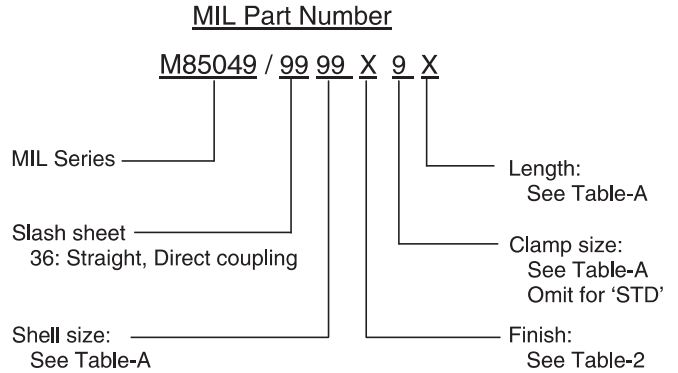 MIL Part Number
M85049 / 99 99 X 9 X
MIL Series
Length:
See Table-A
Slash sheet
36: Straight, Direct coupling
Clamp size:
See Table-A
Omit for 'STD'
Shell size:
See Table-A
Finish:
See Table-2